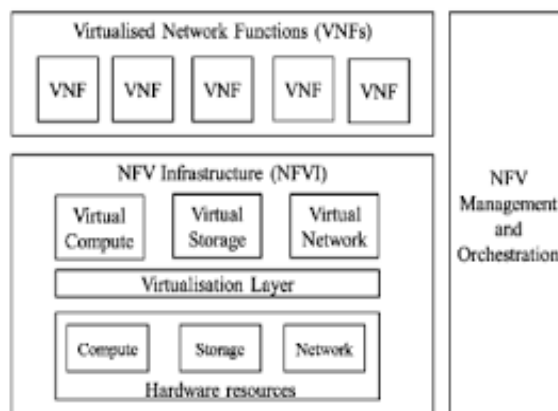 Virtualised Network Functions (VNFs)
VNF VNF VNF VNF VNF
NFV Infrastructure (NFVI)
Virtual Compute
Virtual Storage
Virtual Network
Virtualisation Layer
Compute Storage Network
Hardware resources
NFV
Management
and
Orchestration